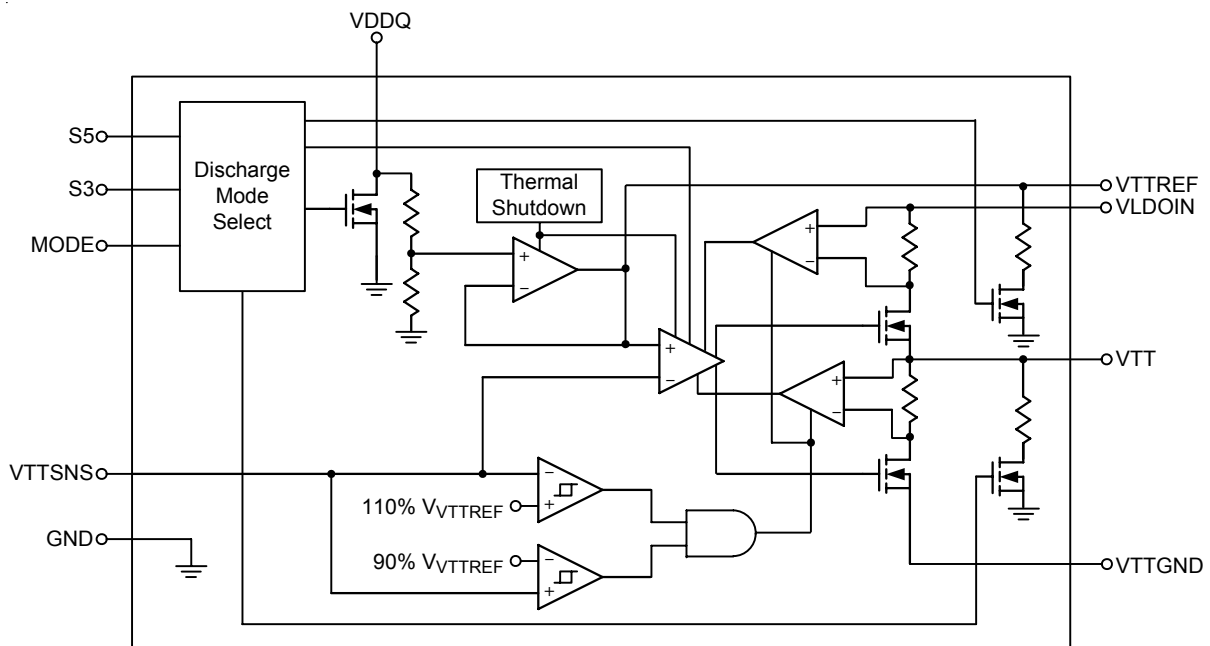 VDDQ
S5
S3
MODE
Discharge
Mode
Select
Thermal
Shutdown
VTTREF
VLDOIN
+
−
+
−
+
−
VTT
+
−
VTTSNS
−
110% VVTTREF
+
GND
90% VVTTREF
−
+
VTTGND